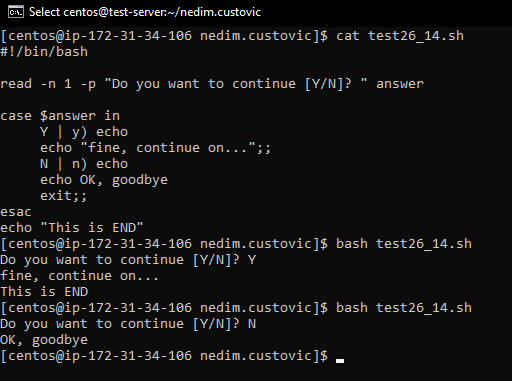 Select centos@test-server:~/nedim.custovic
[centos@ip-172-31-34-106 nedim.custovic]$ cat test26_14.sh
#!/bin/bash
read -n 1 -p "Do you want to continue [Y/N]? " answer
case $answer in
     Y | y) echo
     echo "fine, continue on...";;
     N | n) echo
     echo OK, goodbye
     exit;;
esac
echo "This is END"
[centos@ip-172-31-34-106 nedim.custovic]$ bash test26_14.sh
Do you want to continue [Y/N]? Y
fine, continue on...
This is END
[centos@ip-172-31-34-106 nedim.custovic]$ bash test26_14.sh
Do you want to continue [Y/N]? N
OK, goodbye
[centos@ip-172-31-34-106 nedim.custovic]$